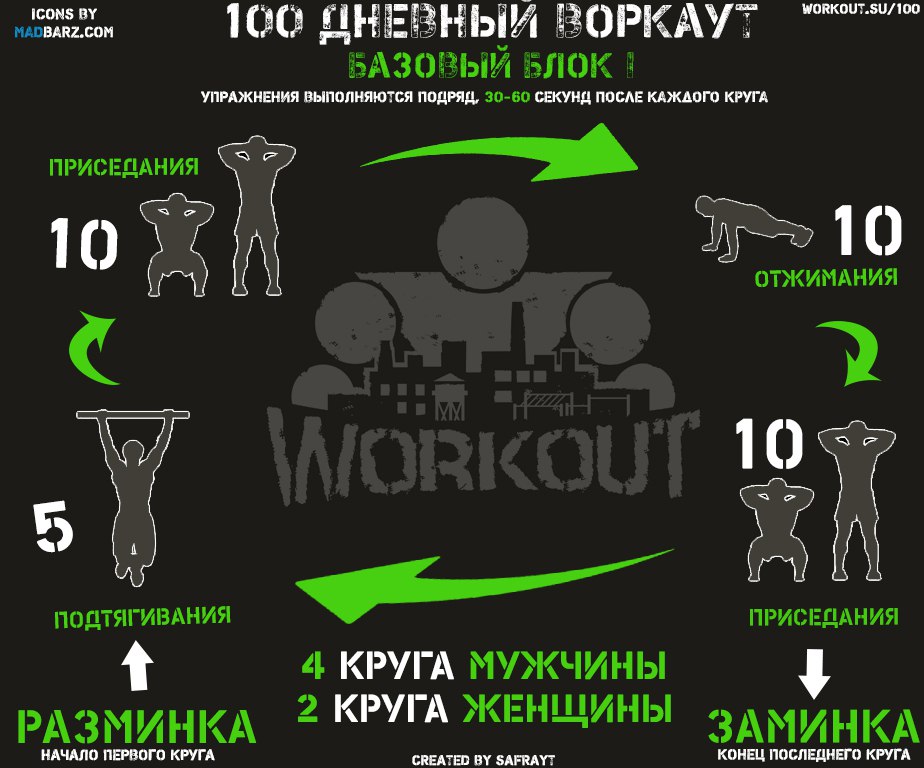 ICONS BY
MADBARZ.COM
100 ДНЕВНЫЙ ВОРКАУТ
WORKOUT.SU/100
БАЗОВЫЙ БЛОК I
УПРАЖНЕНИЯ ВЫПОЛНЯЮТСЯ ПОДРЯД, 30-60 СЕКУНД ПОСЛЕ КАЖДОГО КРУГА
ПРИСЕДАНИЯ
10
10
ОТЖИМАНИЯ
WORKOUT
5
ПОДТЯГИВАНИЯ
10
ПРИСЕДАНИЯ
4 КРУГА МУЖЧИНЫ
2 КРУГА ЖЕНЩИНЫ
РАЗМИНКА
НАЧАЛО ПЕРВОГО КРУГА
ЗАМИНКА
КОНЕЦ ПОСЛЕДНЕГО КРУГА
CREATED BY SAFRAYT